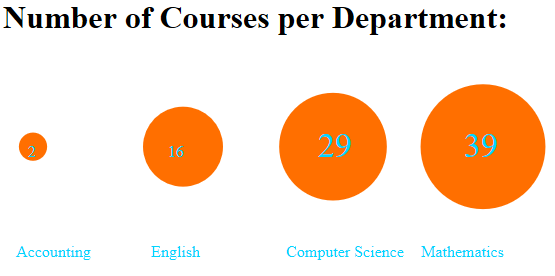 Number of Courses per Department:
2 16 29 39
Accounting English Computer Science Mathematics